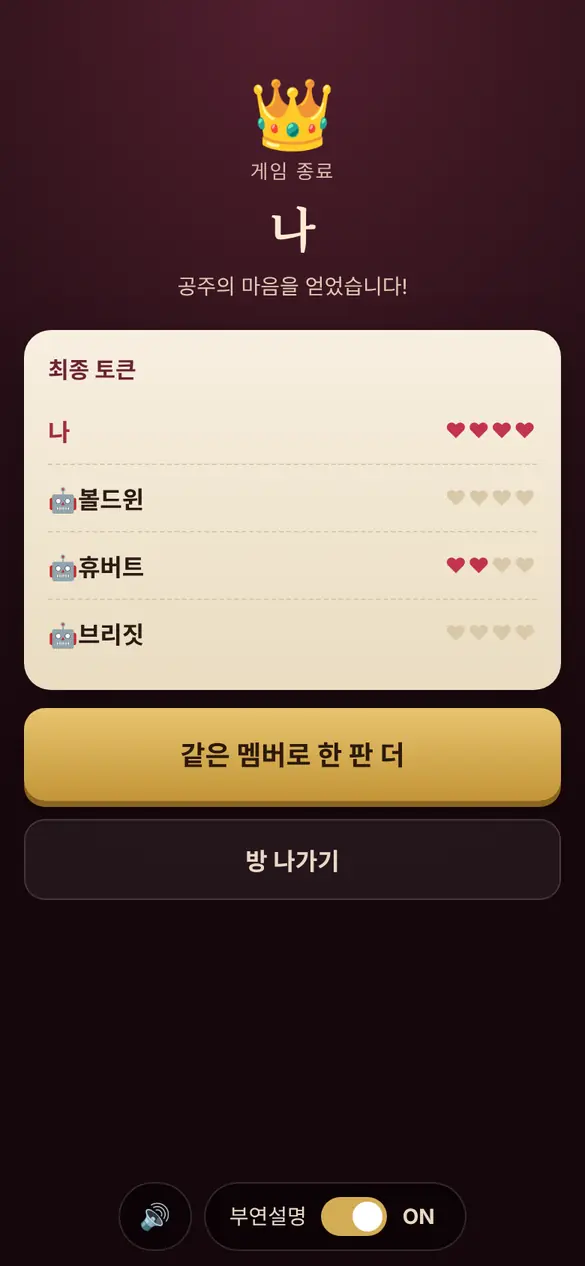 게임 종료
나
공주의 마음을 얻었습니다!
최종 토큰
나
볼드윈
휴버트
브리짓
같은 멤버로 한 판 더
방 나가기
부연설명 ON